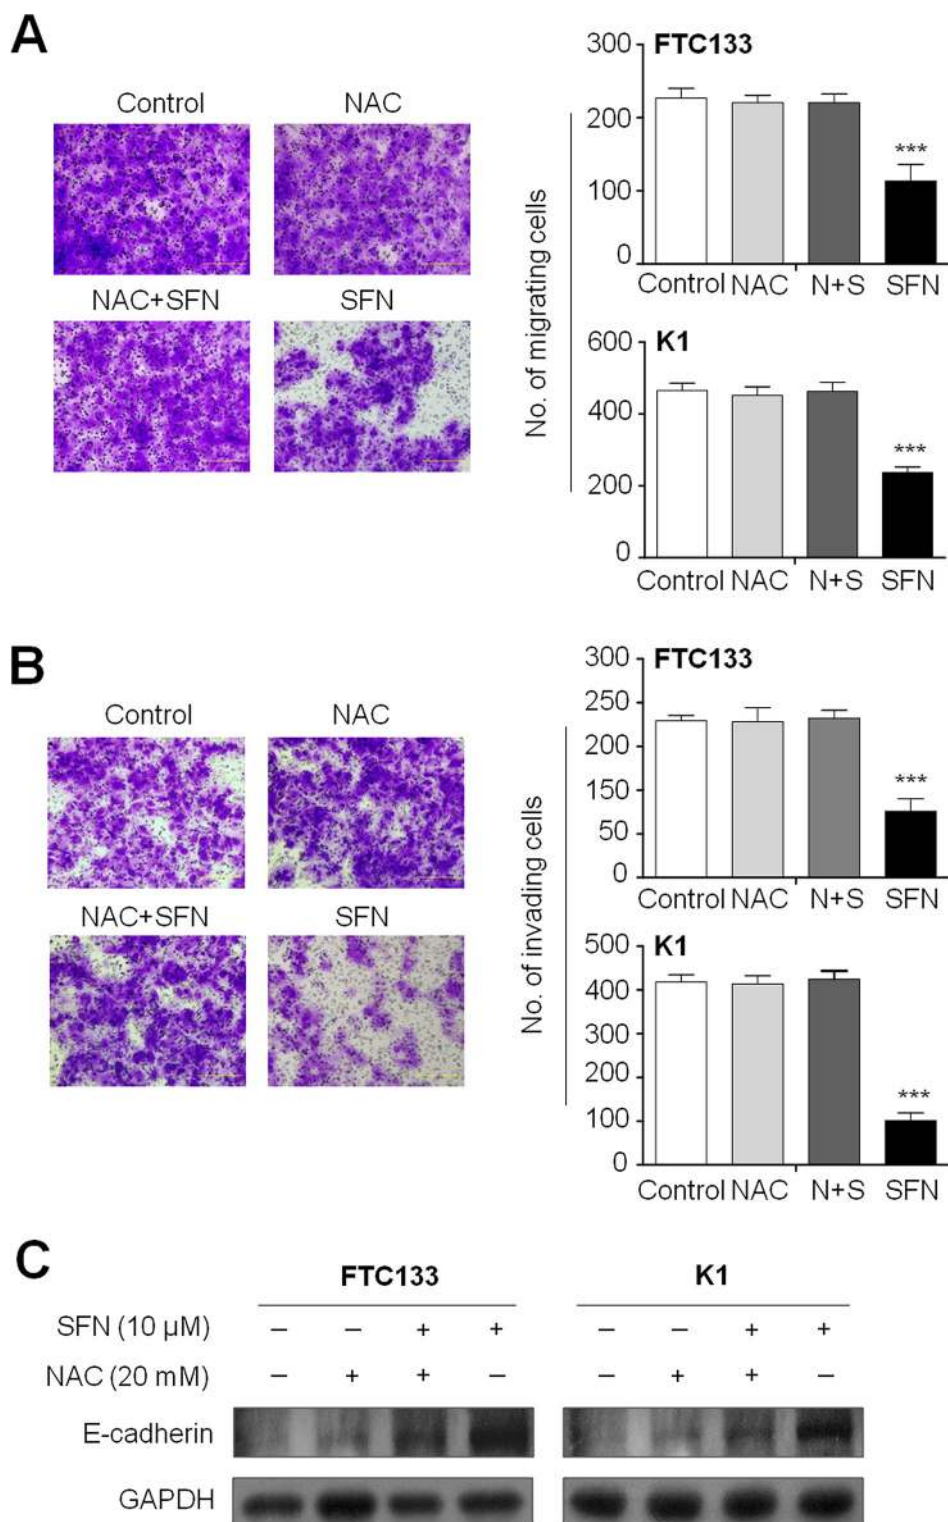 A
Control
NAC
NAC+SFN
SFN
No. of migrating cells
FTC133
300
200
100
0
***
Control NAC N+S SFN
K1
600
400
200
0
***
Control NAC N+S SFN
B
Control
NAC
NAC+SFN
SFN
No. of invading cells
FTC133
300
250
200
150
50
0
***
Control NAC N+S SFN
K1
500
400
300
200
100
0
***
Control NAC N+S SFN
C
FTC133 K1
SFN (10 µM) – – + + – – + +
NAC (20 mM) – + + – – + + –
E-cadherin
GAPDH